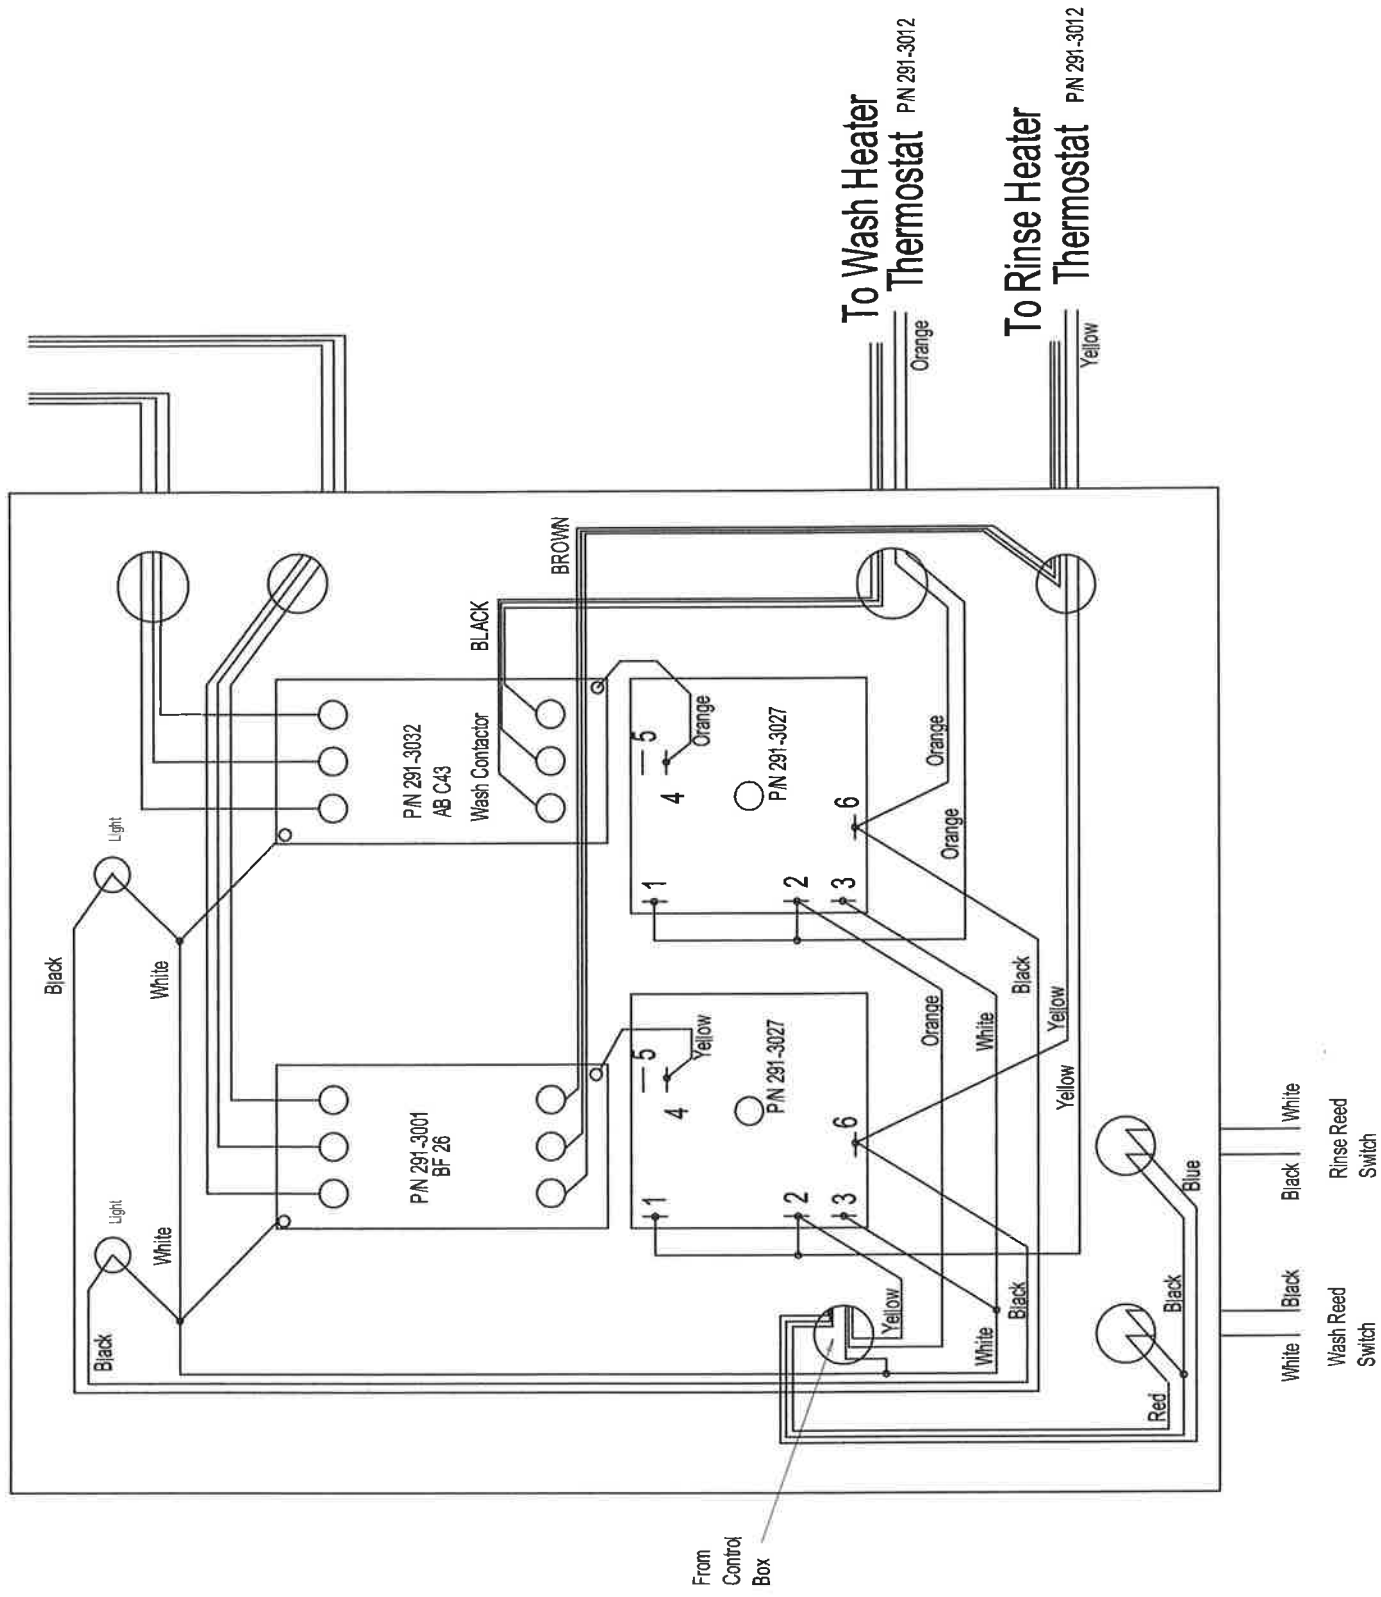 To Wash Heater
Thermostat P/N 291-3012
Orange
To Rinse Heater
Thermostat P/N 291-3012
Yellow
BROWN
BLACK
Light
Black
White
P/N 291-3032
AB C43
Wash Contactor
Orange
5
4
P/N 291-3027
6
1
2
3
Orange
Orange
Black
Yellow
Yellow
Orange
White
Light
White
Black
P/N 291-3001
BF 26
Yellow
5
4
P/N 291-3027
6
1
2
3
Yellow
White
Black
Blue
Black
Red
White
Black
Rinse Reed
Switch
Black
White
Wash Reed
Switch
From
Control
Box